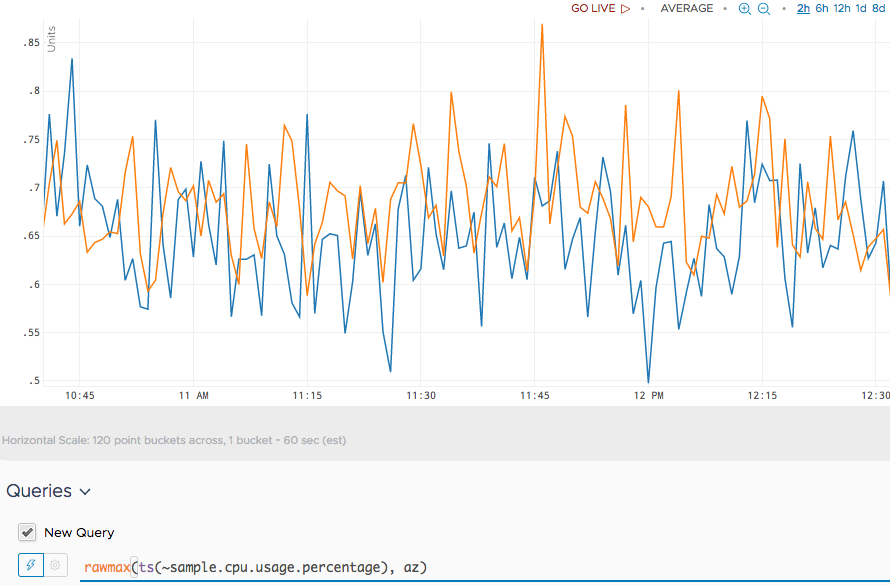 GO LIVE ▷ • AVERAGE • • 2h 6h 12h 1d 8d
Units
.85
.8
.75
.7
.65
.6
.55
.5
10:45 11 AM 11:15 11:30 11:45 12 PM 12:15 12:30
Horizontal Scale: 120 point buckets across, 1 bucket ~ 60 sec (est)
Queries
New Query
rawmax(ts(~sample.cpu.usage.percentage), az)